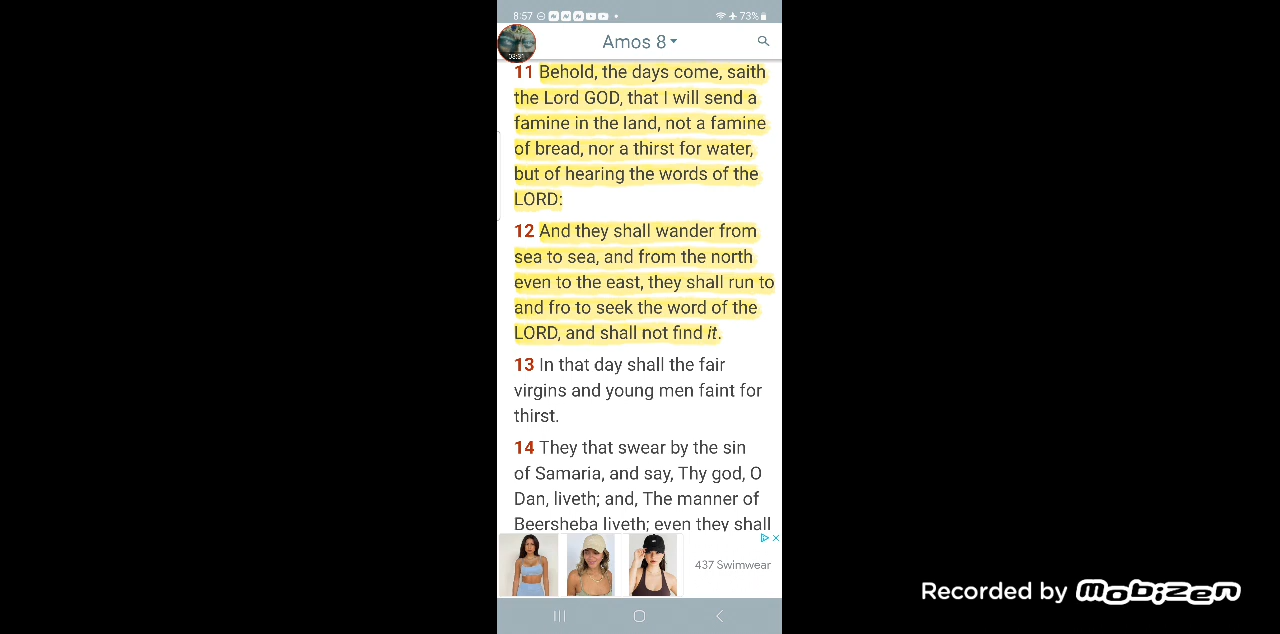 8:57
73%
03:31
Amos 8
11 Behold, the days come, saith
the Lord GOD, that I will send a
famine in the land, not a famine
of bread, nor a thirst for water,
but of hearing the words of the
LORD:
12 And they shall wander from
sea to sea, and from the north
even to the east, they shall run to
and fro to seek the word of the
LORD, and shall not find it.
13 In that day shall the fair
virgins and young men faint for
thirst.
14 They that swear by the sin
of Samaria, and say, Thy god, O
Dan, liveth; and, The manner of
Beersheba liveth; even they shall
437 Swimwear
Recorded by mobizen